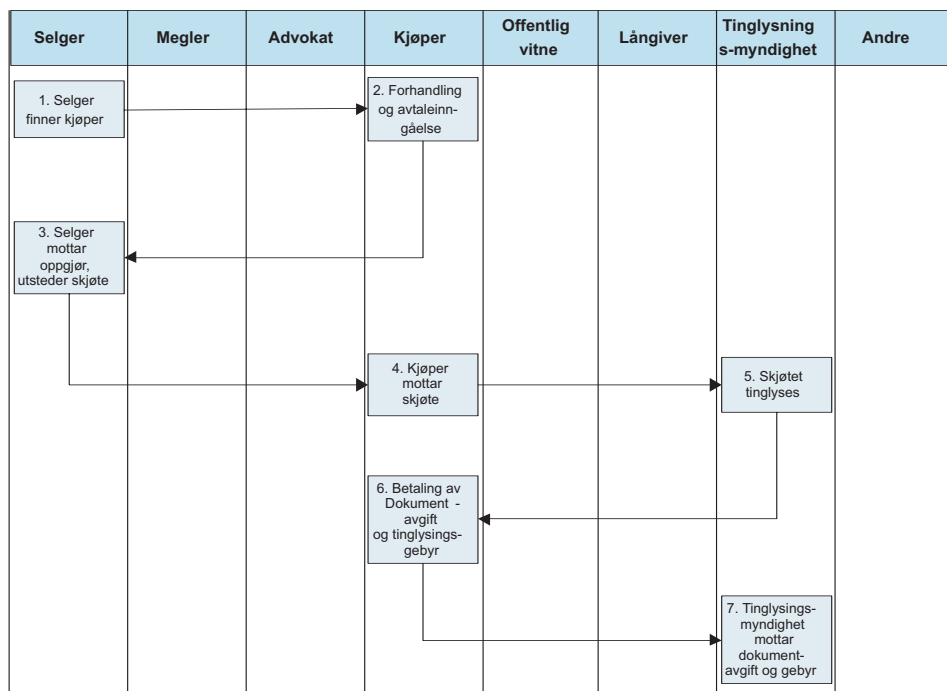 Selger
Megler
Advokat
Kjøper
Offentlig
vitne
Långiver
Tinglysning
s-myndighet
Andre
1. Selger
finner kjøper
2. Forhandling
og avtaleinn-
gåelse
3. Selger
mottar
oppgjør,
utsteder skjøte
4. Kjøper
mottar
skjøte
5. Skjøtet
tinglyses
6. Betaling av
Dokument -
avgift
og tinglysings-
gebyr
7. Tinglysings-
myndighet
mottar
dokument-
avgift og gebyr